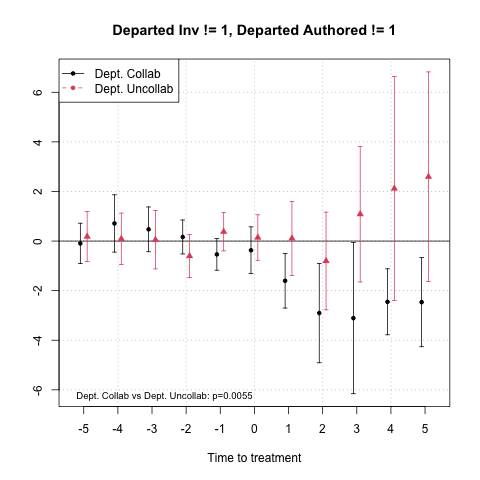 Departed Inv != 1, Departed Authored != 1
Dept. Collab
Dept. Uncollab
6
4
2
0
-2
-4
-6
Dept. Collab vs Dept. Uncollab: p=0.0055
-5 -4 -3 -2 -1 0 1 2 3 4 5
Time to treatment